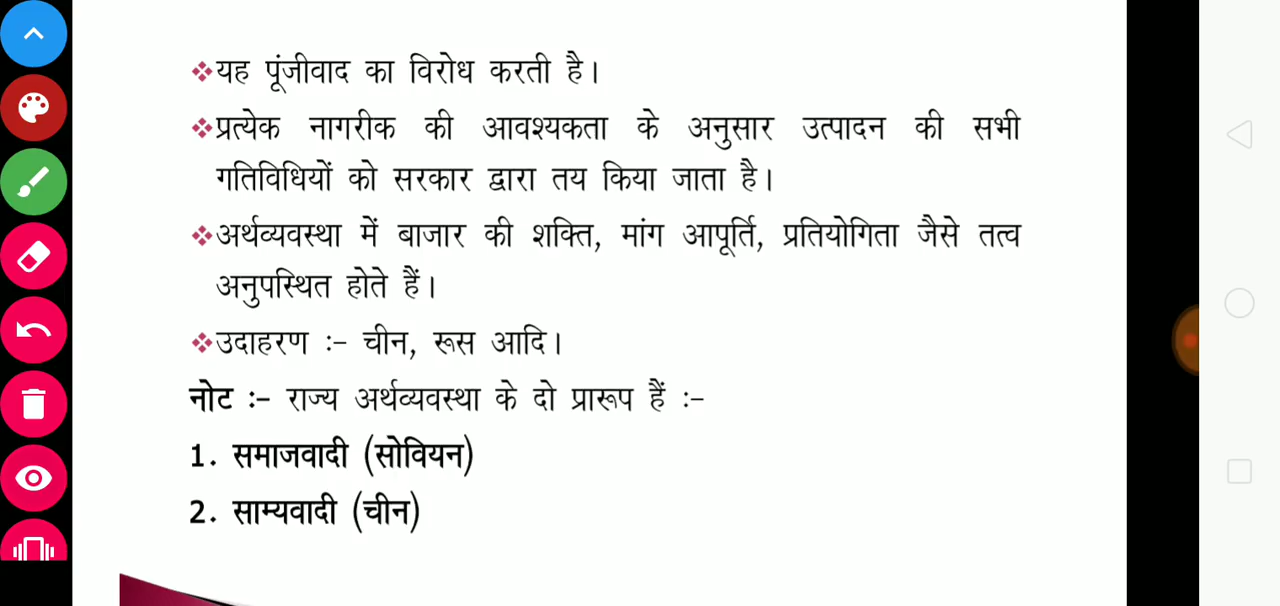 ❖यह पूंजीवाद का विरोध करती है।
❖प्रत्येक नागरीक की आवश्यकता के अनुसार उत्पादन की सभी
गतिविधियों को सरकार द्वारा तय किया जाता है।
❖अर्थव्यवस्था में बाजार की शक्ति, मांग आपूर्ति, प्रतियोगिता जैसे तत्व
अनुपस्थित होते हैं।
❖उदाहरण :- चीन, रूस आदि।
नोट :- राज्य अर्थव्यवस्था के दो प्रारूप हैं :-
1. समाजवादी (सोवियन)
2. साम्यवादी (चीन)